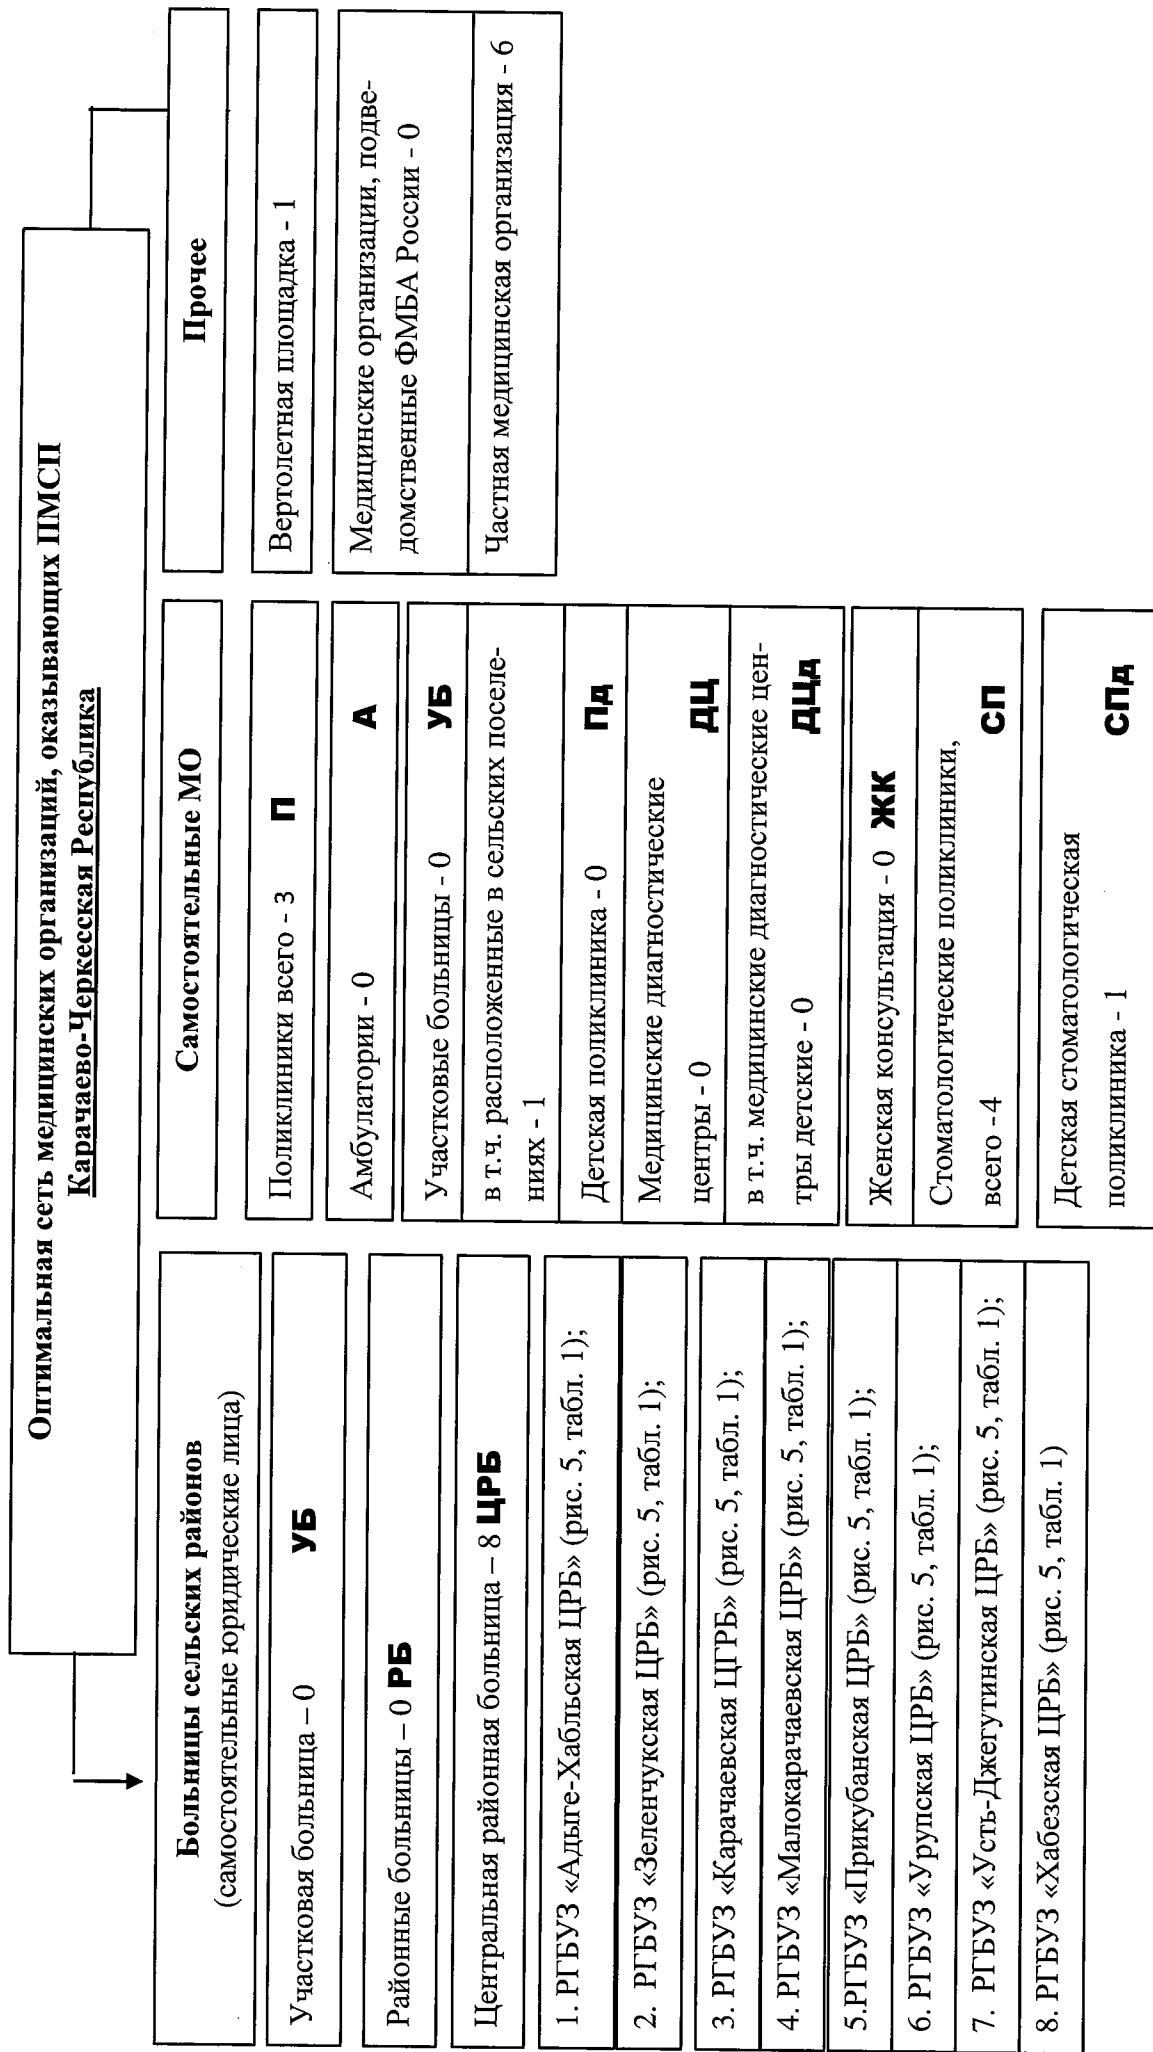 Оптимальная сеть медицинских организаций, оказывающих ПМСП
Карачаево-Черкесская Республика
Больницы сельских районов
(самостоятельные юридические лица)
Участковая больница – 0 УБ
Районные больницы – 0 РБ
Центральная районная больница – 8 ЦРБ
1. РГБУЗ «Адыге-Хабльская ЦРБ» (рис. 5, табл. 1);
2. РГБУЗ «Зеленчукская ЦРБ» (рис. 5, табл. 1);
3. РГБУЗ «Карачаевская ЦГРБ» (рис. 5, табл. 1);
4. РГБУЗ «Малокарачаевская ЦРБ» (рис. 5, табл. 1);
5.РГБУЗ «Прикубанская ЦРБ» (рис. 5, табл. 1);
6. РГБУЗ «Урупская ЦРБ» (рис. 5, табл. 1);
7. РГБУЗ «Усть-Джегутинская ЦРБ» (рис. 5, табл. 1);
8. РГБУЗ «Хабезская ЦРБ» (рис. 5, табл. 1)
Самостоятельные МО
Поликлиники всего - 3 П
Амбулатории - 0 А
Участковые больницы - 0 УБ
в т.ч. расположенные в сельских поселе-
ниях - 1
Детская поликлиника - 0 Пд
Медицинские диагностические
центры - 0 ДЦ
в т.ч. медицинские диагностические цен-
тры детские - 0 ДЦд
Женская консультация - 0 ЖК
Стоматологические поликлиники,
всего -4 СП
Детская стоматологическая
поликлиника - 1 СПд
Прочее
Вертолетная площадка - 1
Медицинские организации, подве-
домственные ФМБА России - 0
Частная медицинская организация - 6